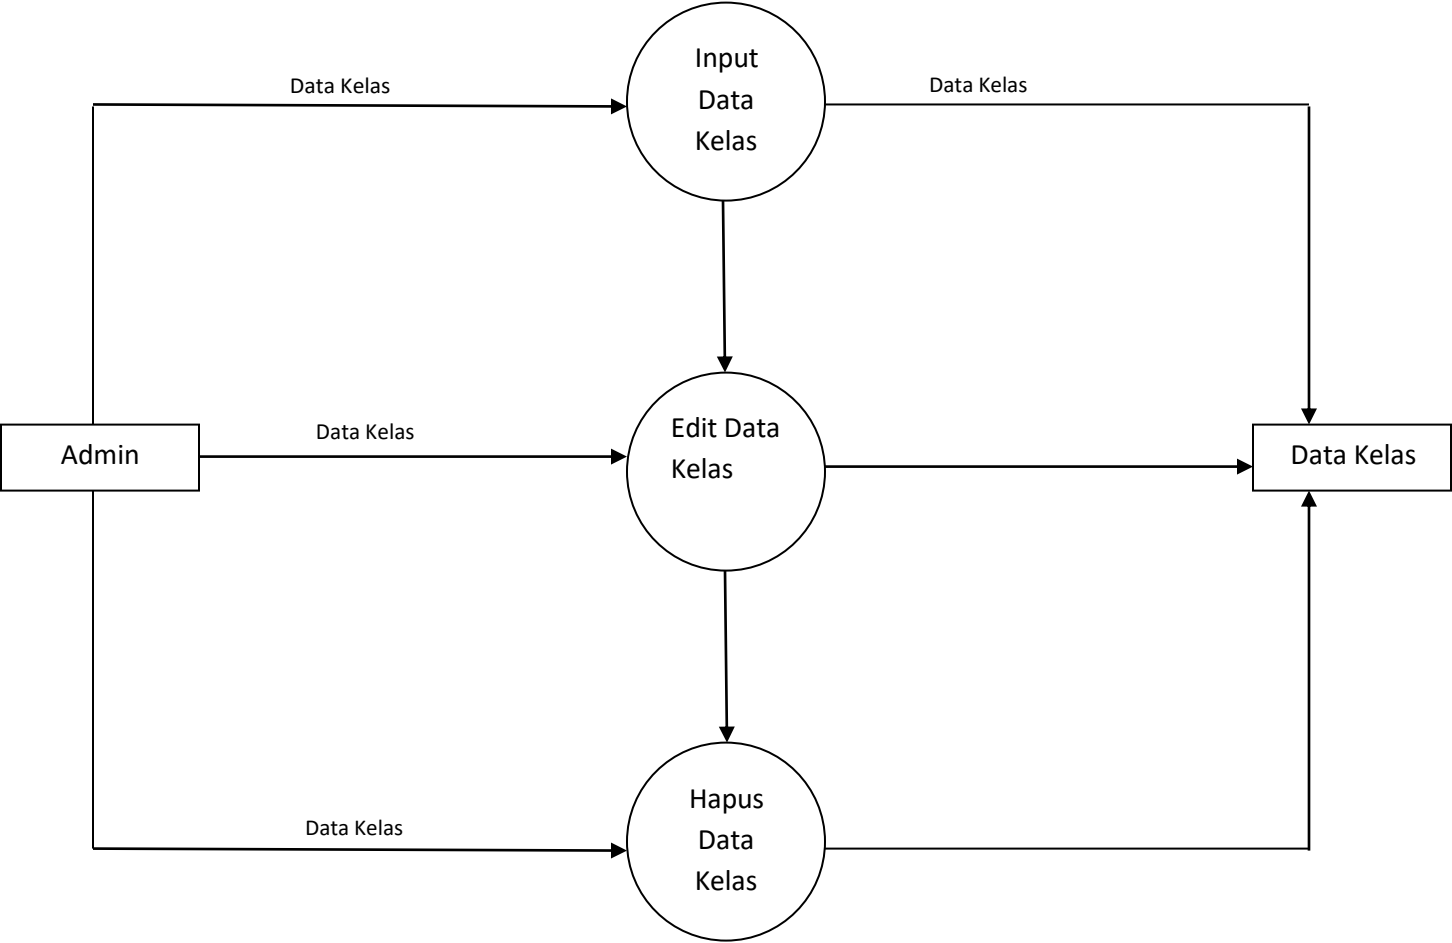 Input
Data
Kelas
Data Kelas
Data Kelas
Edit Data
Kelas
Data Kelas
Admin
Data Kelas
Hapus
Data
Kelas
Data Kelas